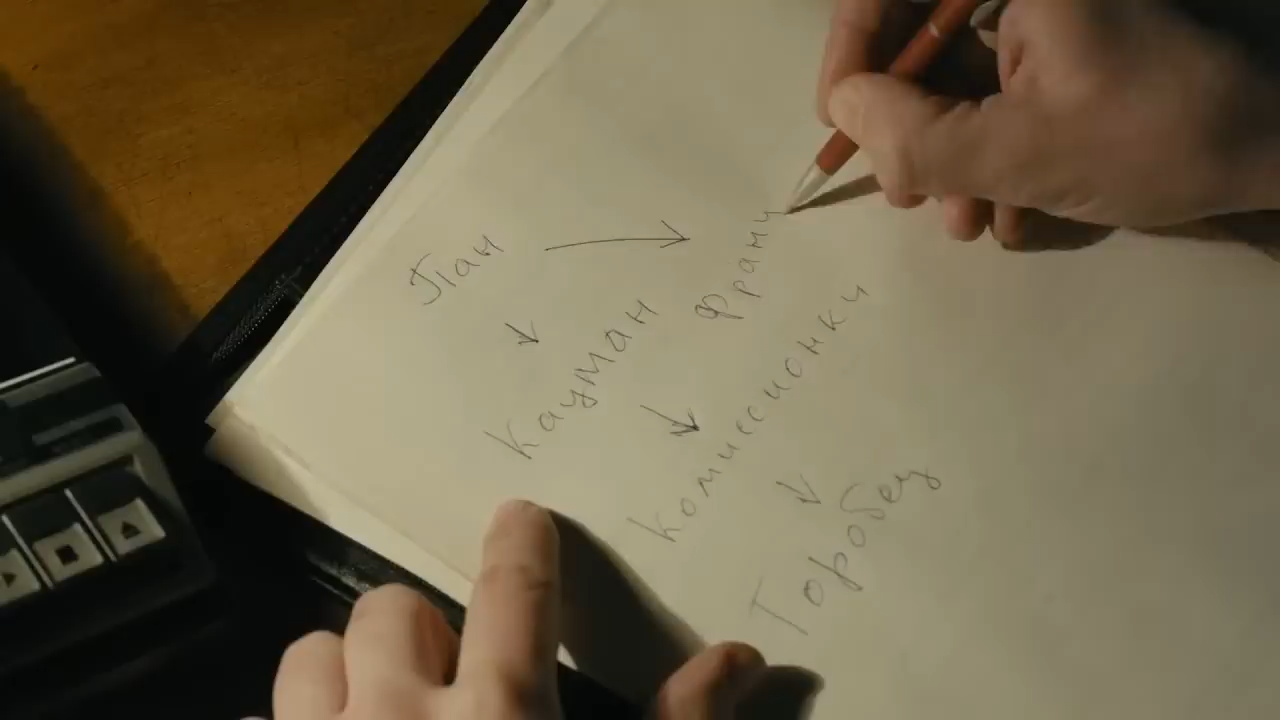 Пан → Франц
↓
Кауман
↓
Комиссионки
↓
Горобец